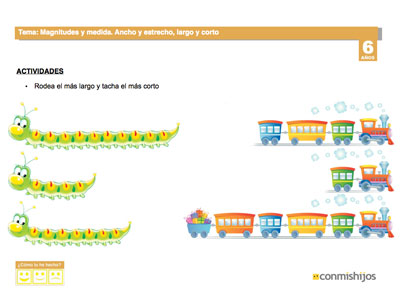 Tema: Magnitudes y medida. Ancho y estrecho, largo y corto
6
AÑOS
ACTIVIDADES
• Rodea el más largo y tacha el más corto
¿Cómo lo he hecho?
conmishijos